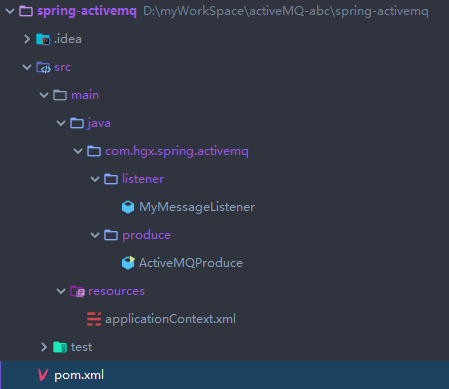 spring-activemq D:\myWorkSpace\activeMQ-abc\spring-activemq
.idea
src
main
java
com.hgx.spring.activemq
listener
MyMessageListener
produce
ActiveMQProduce
resources
applicationContext.xml
test
pom.xml